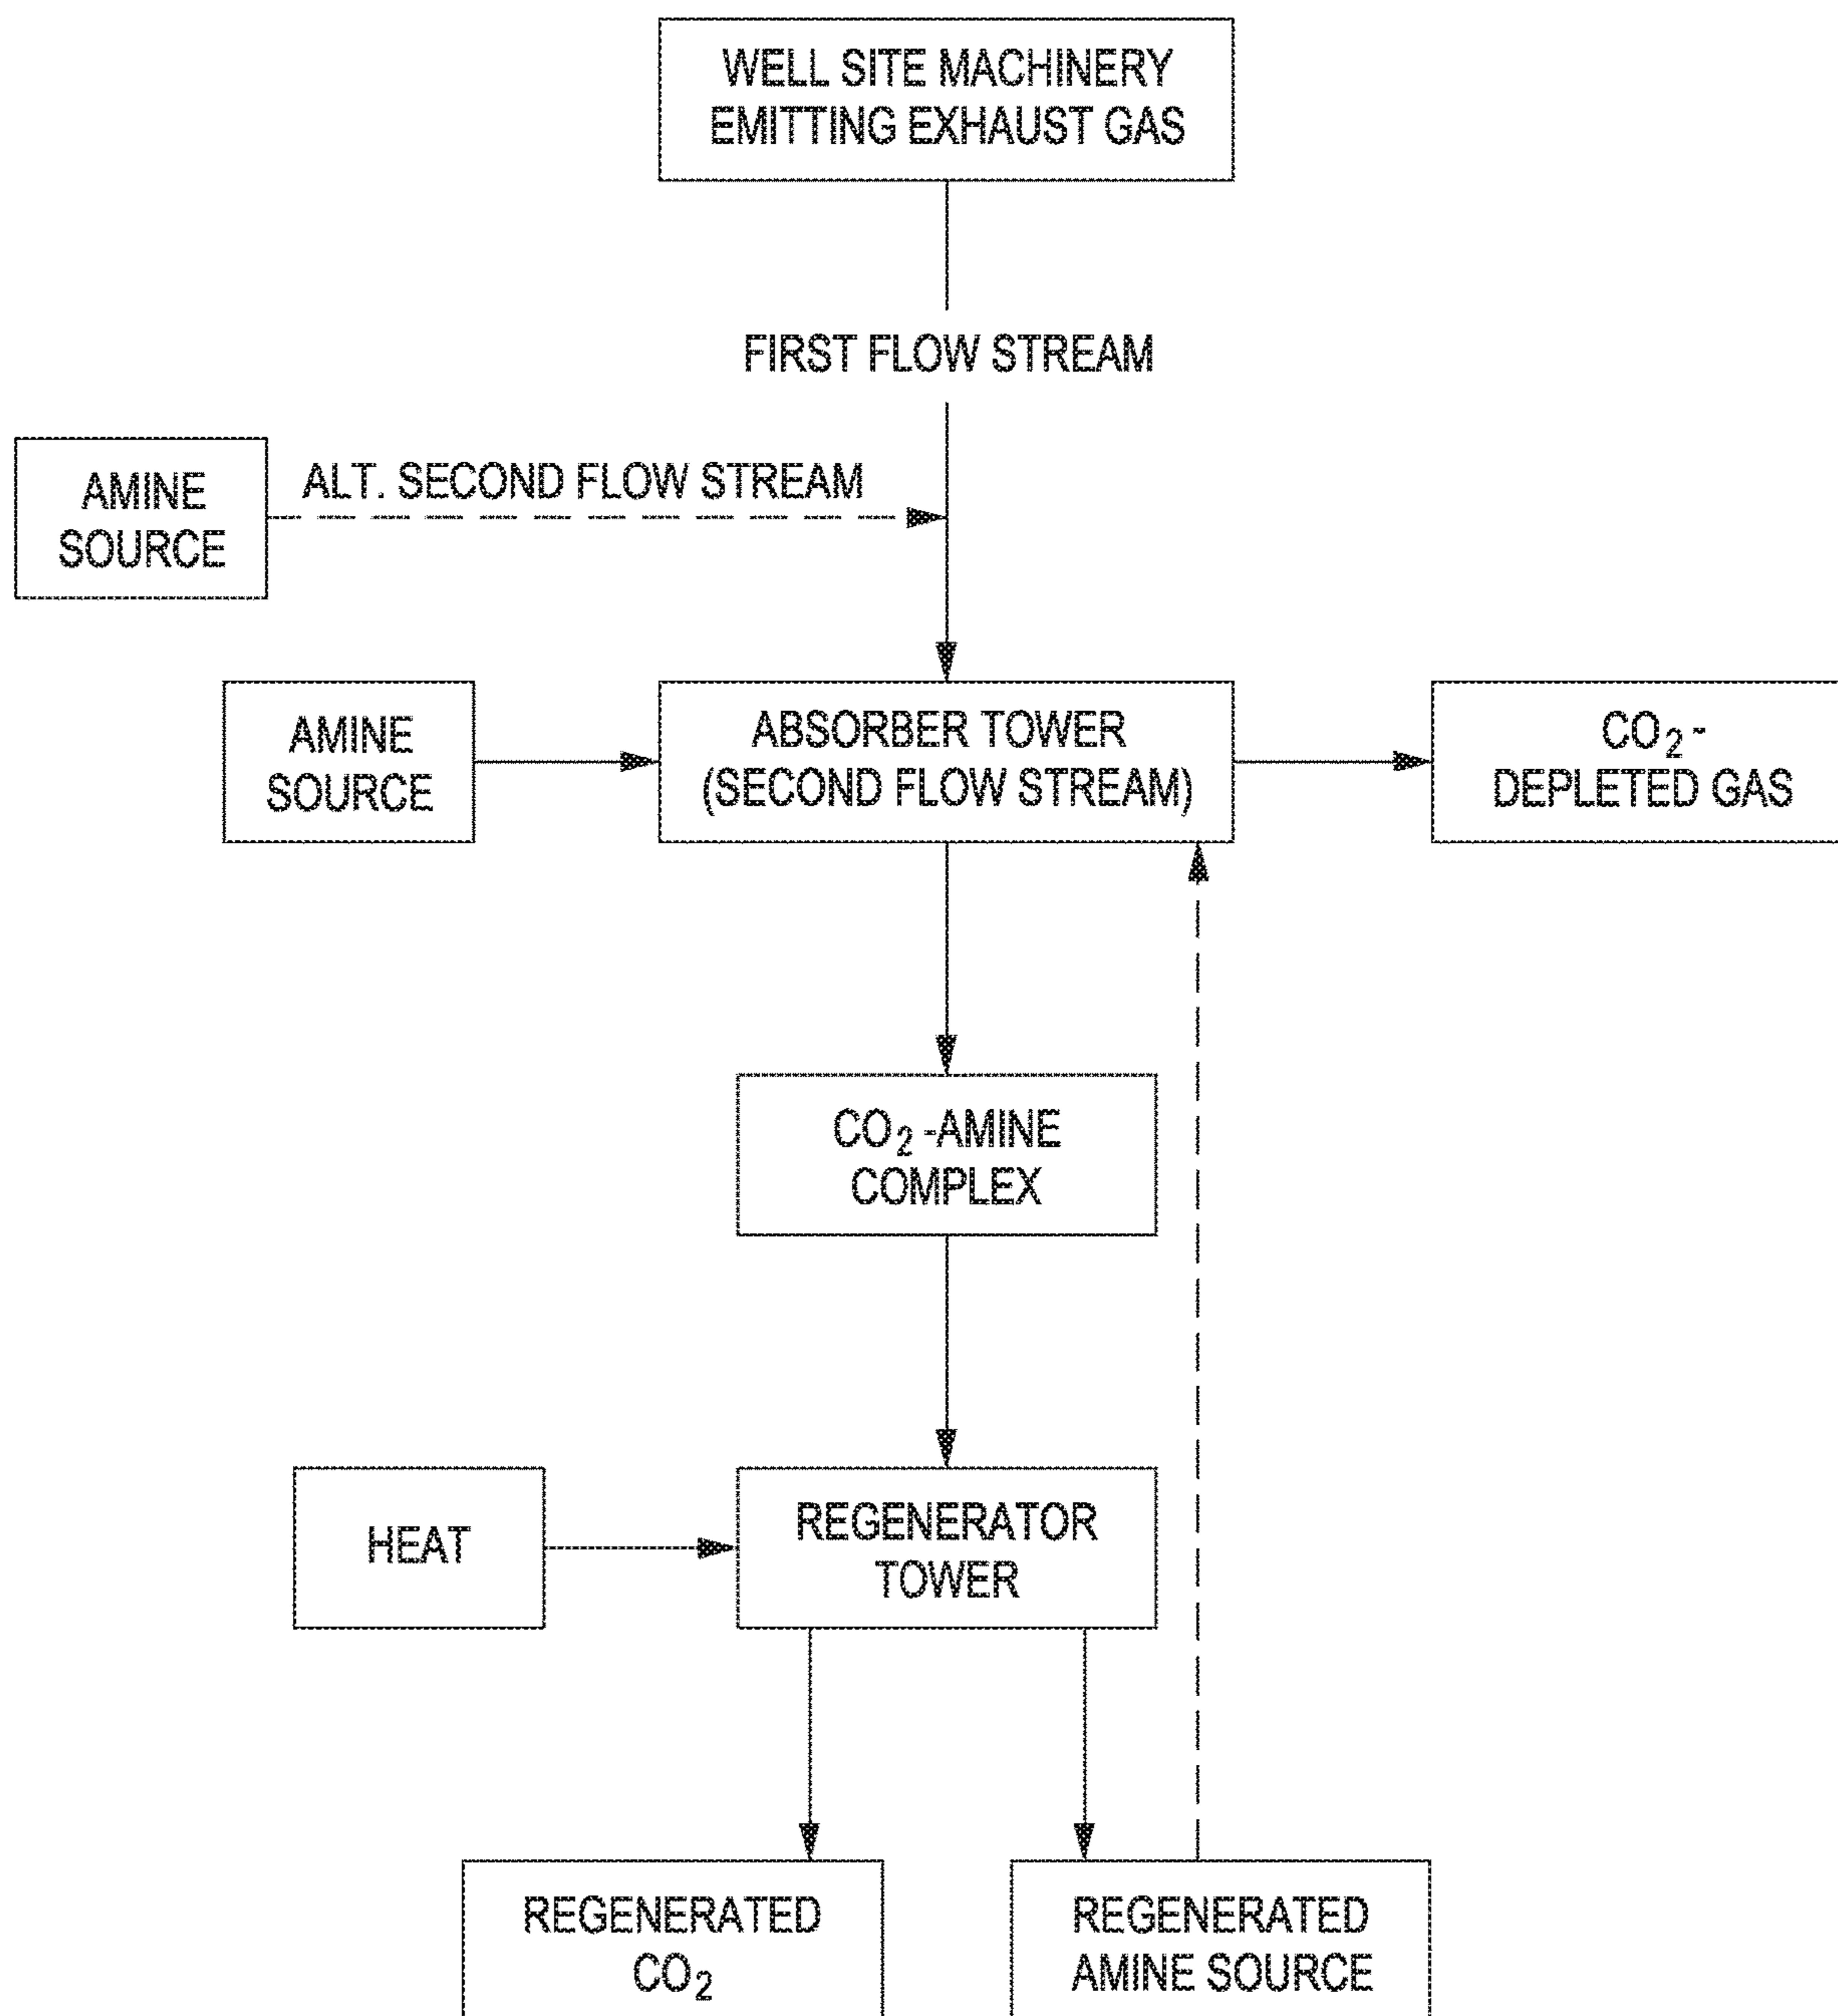 WELL SITE MACHINERY
EMITTING EXHAUST GAS
FIRST FLOW STREAM
AMINE
SOURCE
ALT. SECOND FLOW STREAM
AMINE
SOURCE
ABSORBER TOWER
(SECOND FLOW STREAM)
CO₂-
DEPLETED GAS
CO₂-AMINE
COMPLEX
HEAT
REGENERATOR
TOWER
REGENERATED
CO₂
REGENERATED
AMINE SOURCE